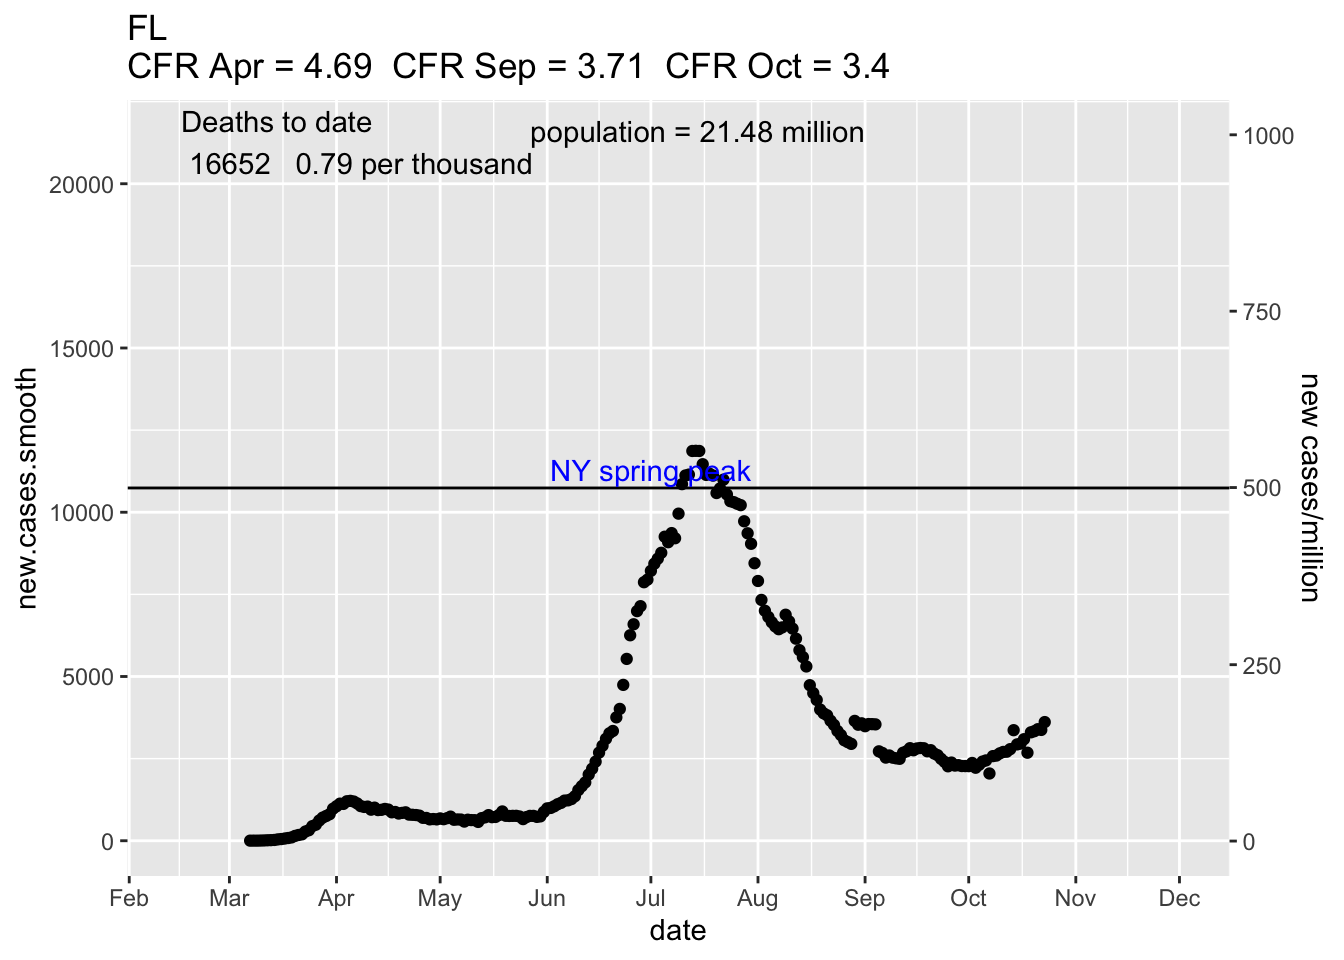 FL
CFR Apr = 4.69  CFR Sep = 3.71  CFR Oct = 3.4
Deaths to date
population = 21.48 million
16652   0.79 per thousand
20000
15000
10000
5000
0
new.cases.smooth
NY spring peak
1000
750
500
250
0
new cases/million
Feb Mar Apr May Jun Jul Aug Sep Oct Nov Dec
date